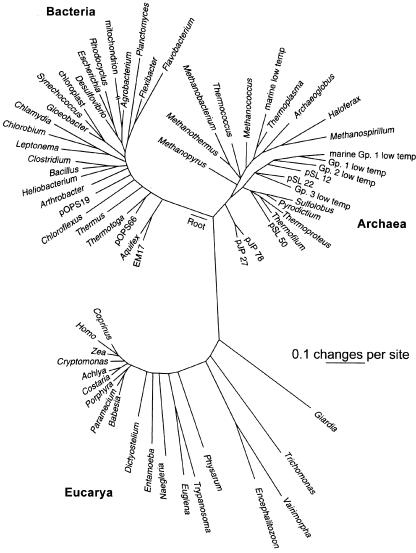 Bacteria
Planctomyces
Flavobacterium
mitochondrion
Rhodocyclus
Escherichia
Desulfovibrio
Agrobacterium
Flexibacter
chloroplast
Synechococcus
Gloeobacter
Chlamydia
Chlorobium
Leptonema
Clostridium
Bacillus
Heliobacterium
Arthrobacter
pOPS19
Chloroflexus
Thermus
Thermotoga
pOPS66
Aquifex
EM17
Root
Methanopyrus
Methanothermus
Methanobacterium
Thermococcus
Methanococcus
marine low temp
Thermoplasma
Archaeoglobus
Haloferax
Methanospirillum
marine Gp. 1 low temp
Gp. 1 low temp
Gp. 2 low temp
pSL 12
pSL 22
Gp. 3 low temp
Sulfolobus
Pyrodictium
Thermoproteus
Thermofilum
pSL 50
pJP 78
pJP 27
Archaea
0.1 changes per site
Coprinus
Homo
Zea
Cryptomonas
Achlya
Costaria
Porphyra
Paramecium
Babesia
Dictyostelium
Entamoeba
Naegleria
Euglena
Trypanosoma
Physarum
Encephalitozoon
Vairimorpha
Trichomonas
Giardia
Eucarya